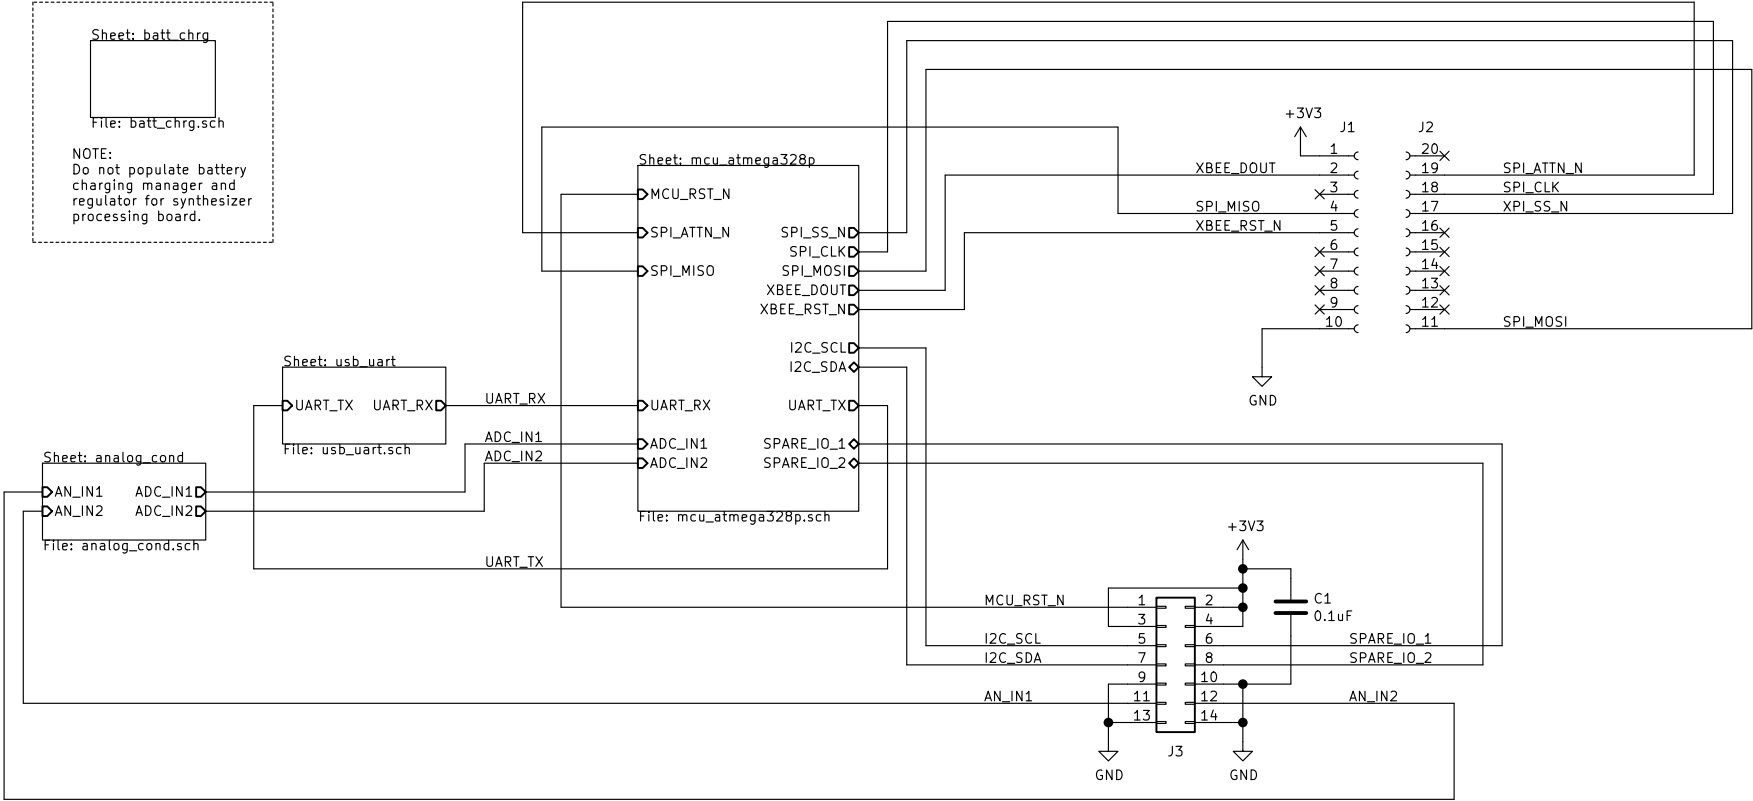 Sheet: batt_chrg
File: batt_chrg.sch
NOTE:
Do not populate battery
charging manager and
regulator for synthesizer
processing board.
Sheet: mcu_atmega328p
MCU_RST_N
SPI_ATTN_N
SPI_MISO
UART_RX
ADC_IN1
ADC_IN2
SPI_SS_N
SPI_CLK
SPI_MOSI
XBEE_DOUT
XBEE_RST_N
I2C_SCL
I2C_SDA
UART_TX
SPARE_IO_1
SPARE_IO_2
File: mcu_atmega328p.sch
+3V3
J1
1
2
3
4
5
6
7
8
9
10
XBEE_DOUT
SPI_MISO
XBEE_RST_N
GND
J2
20
19
18
17
16
15
14
13
12
11
SPI_ATTN_N
SPI_CLK
XPI_SS_N
SPI_MOSI
Sheet: usb_uart
UART_TX
UART_RX
File: usb_uart.sch
UART_RX
ADC_IN1
ADC_IN2
UART_TX
Sheet: analog_cond
AN_IN1
AN_IN2
ADC_IN1
ADC_IN2
File: analog_cond.sch
+3V3
C1
0.1uF
MCU_RST_N
I2C_SCL
I2C_SDA
AN_IN1
1
3
5
7
9
11
13
2
4
6
8
10
12
14
SPARE_IO_1
SPARE_IO_2
AN_IN2
J3
GND
GND